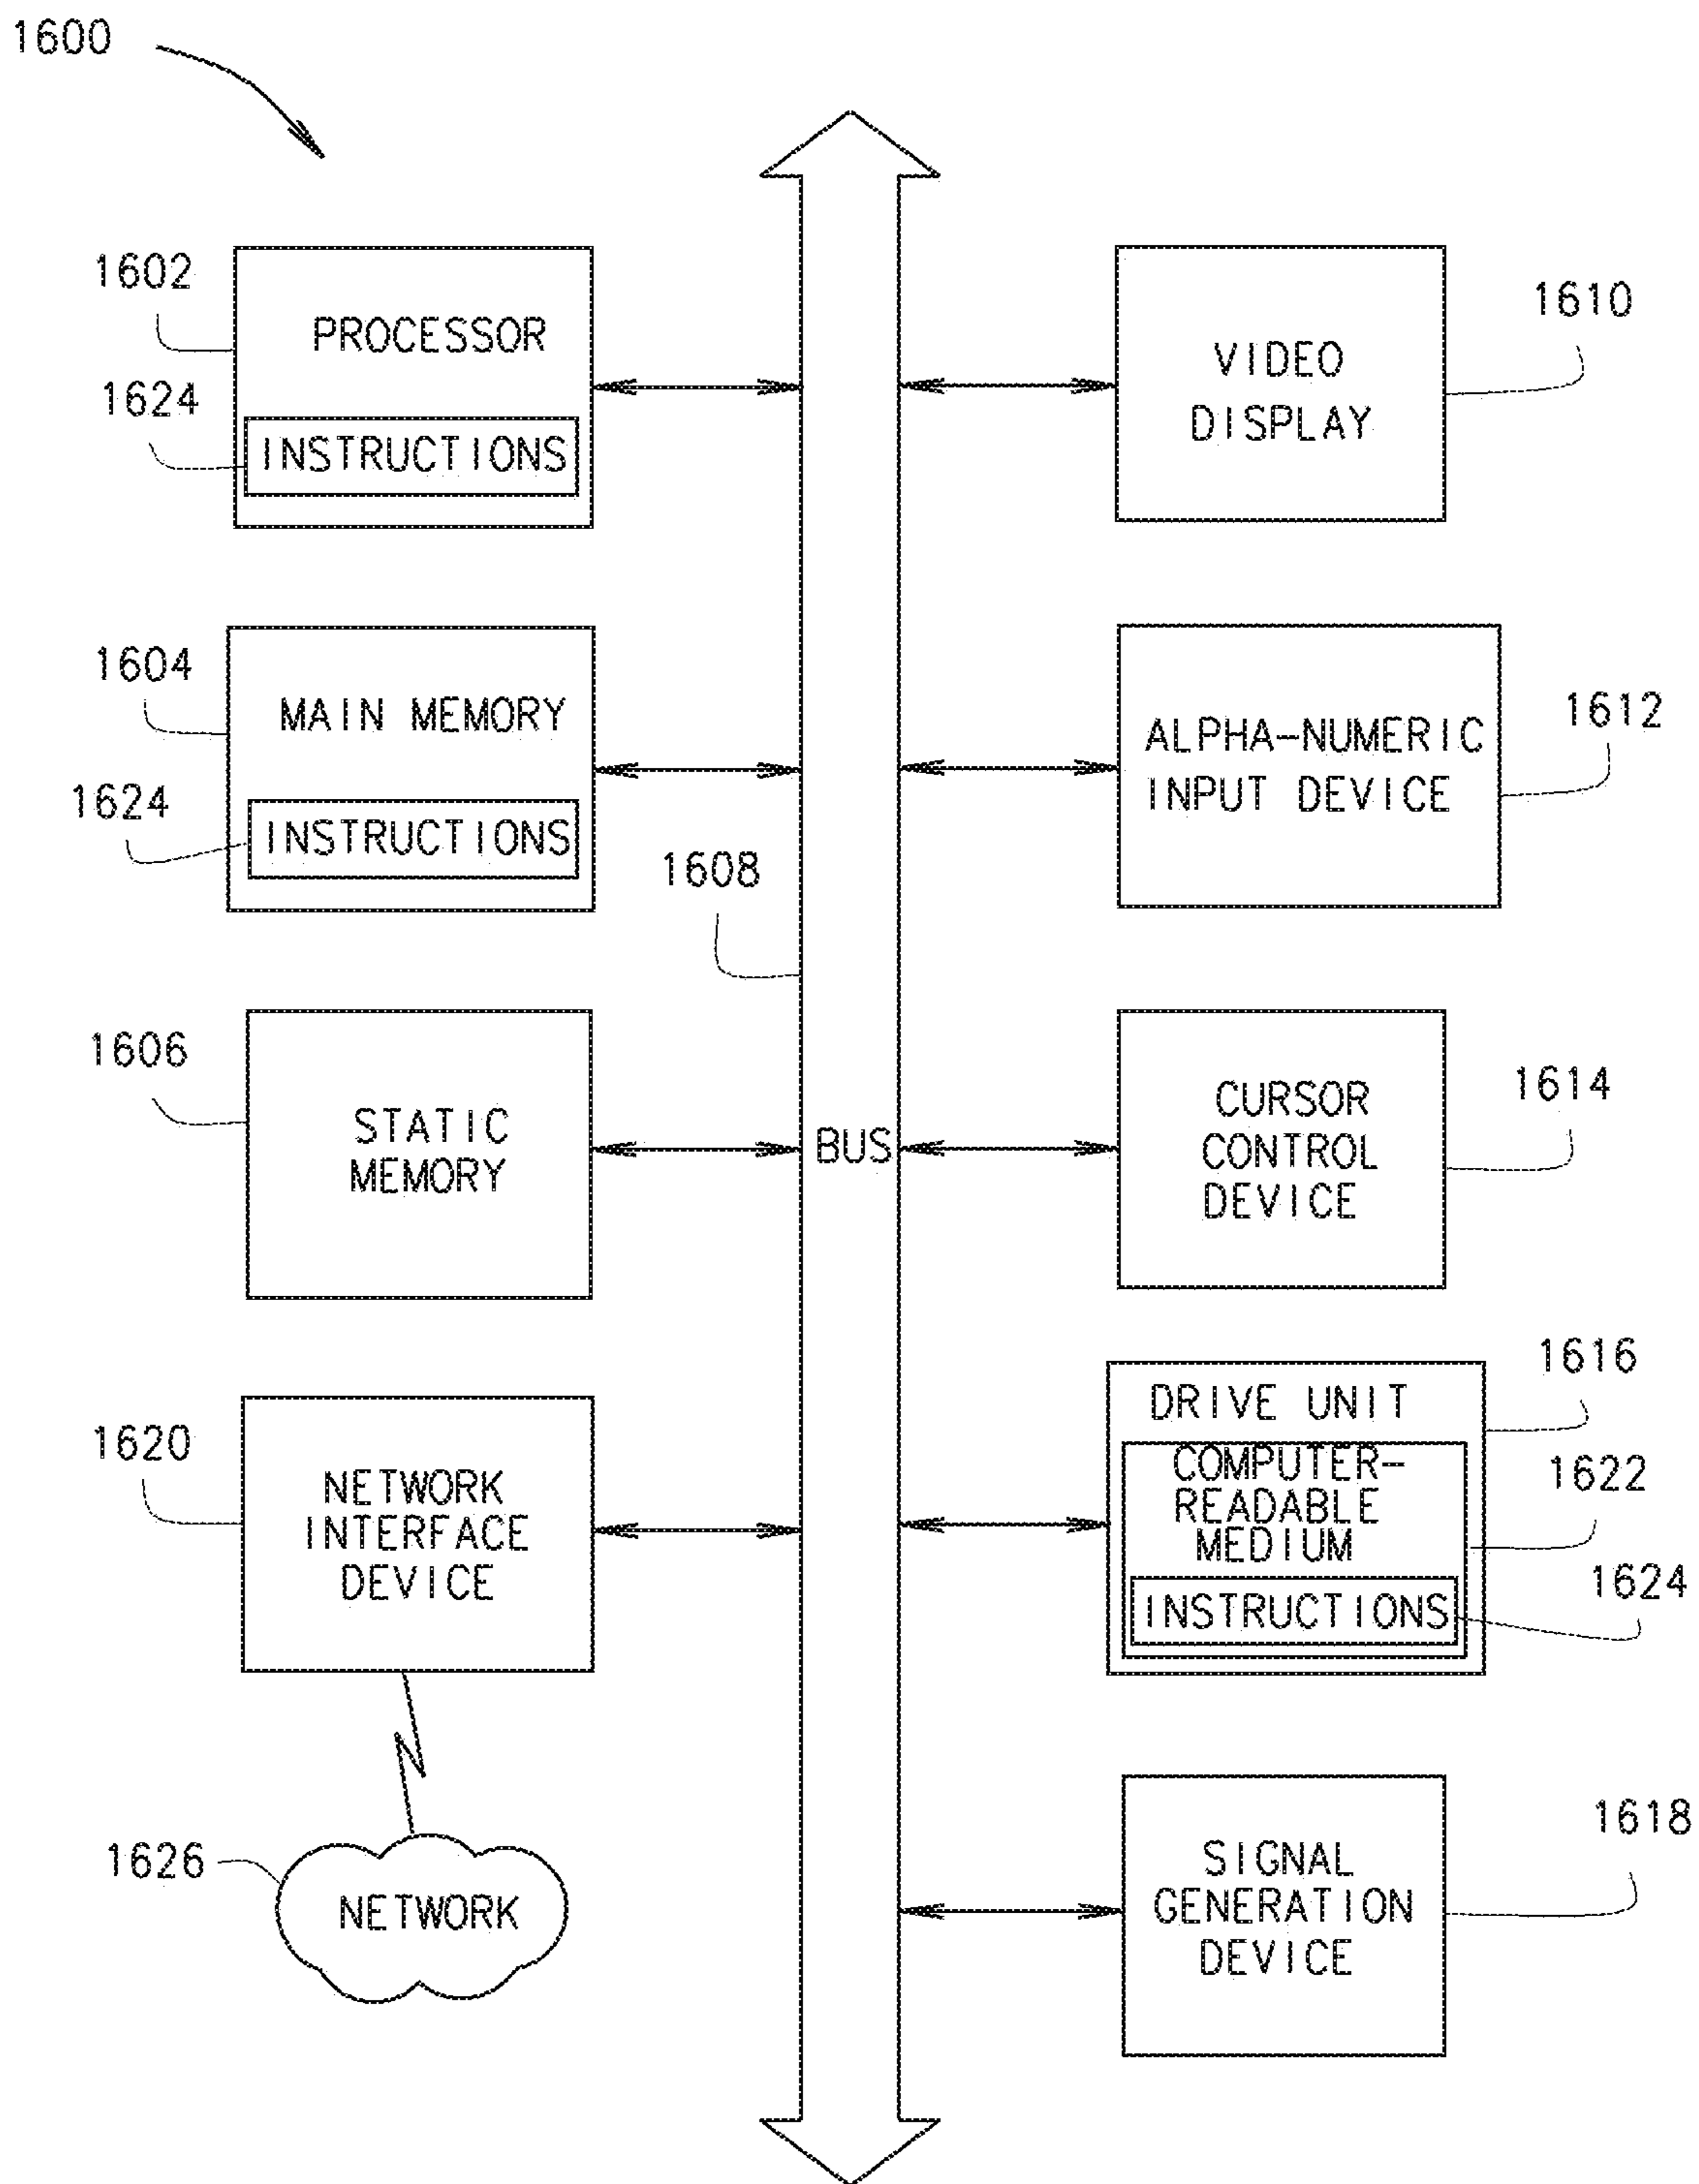 1600
1602
PROCESSOR
1624
INSTRUCTIONS
1604
MAIN MEMORY
1624
INSTRUCTIONS
1606
STATIC
MEMORY
1620
NETWORK
INTERFACE
DEVICE
1626
NETWORK
1608
BUS
VIDEO
DISPLAY
1610
ALPHA-NUMERIC
INPUT DEVICE
1612
CURSOR
CONTROL
DEVICE
1614
DRIVE UNIT
1616
COMPUTER-
READABLE
MEDIUM
1622
INSTRUCTIONS
1624
SIGNAL
GENERATION
DEVICE
1618